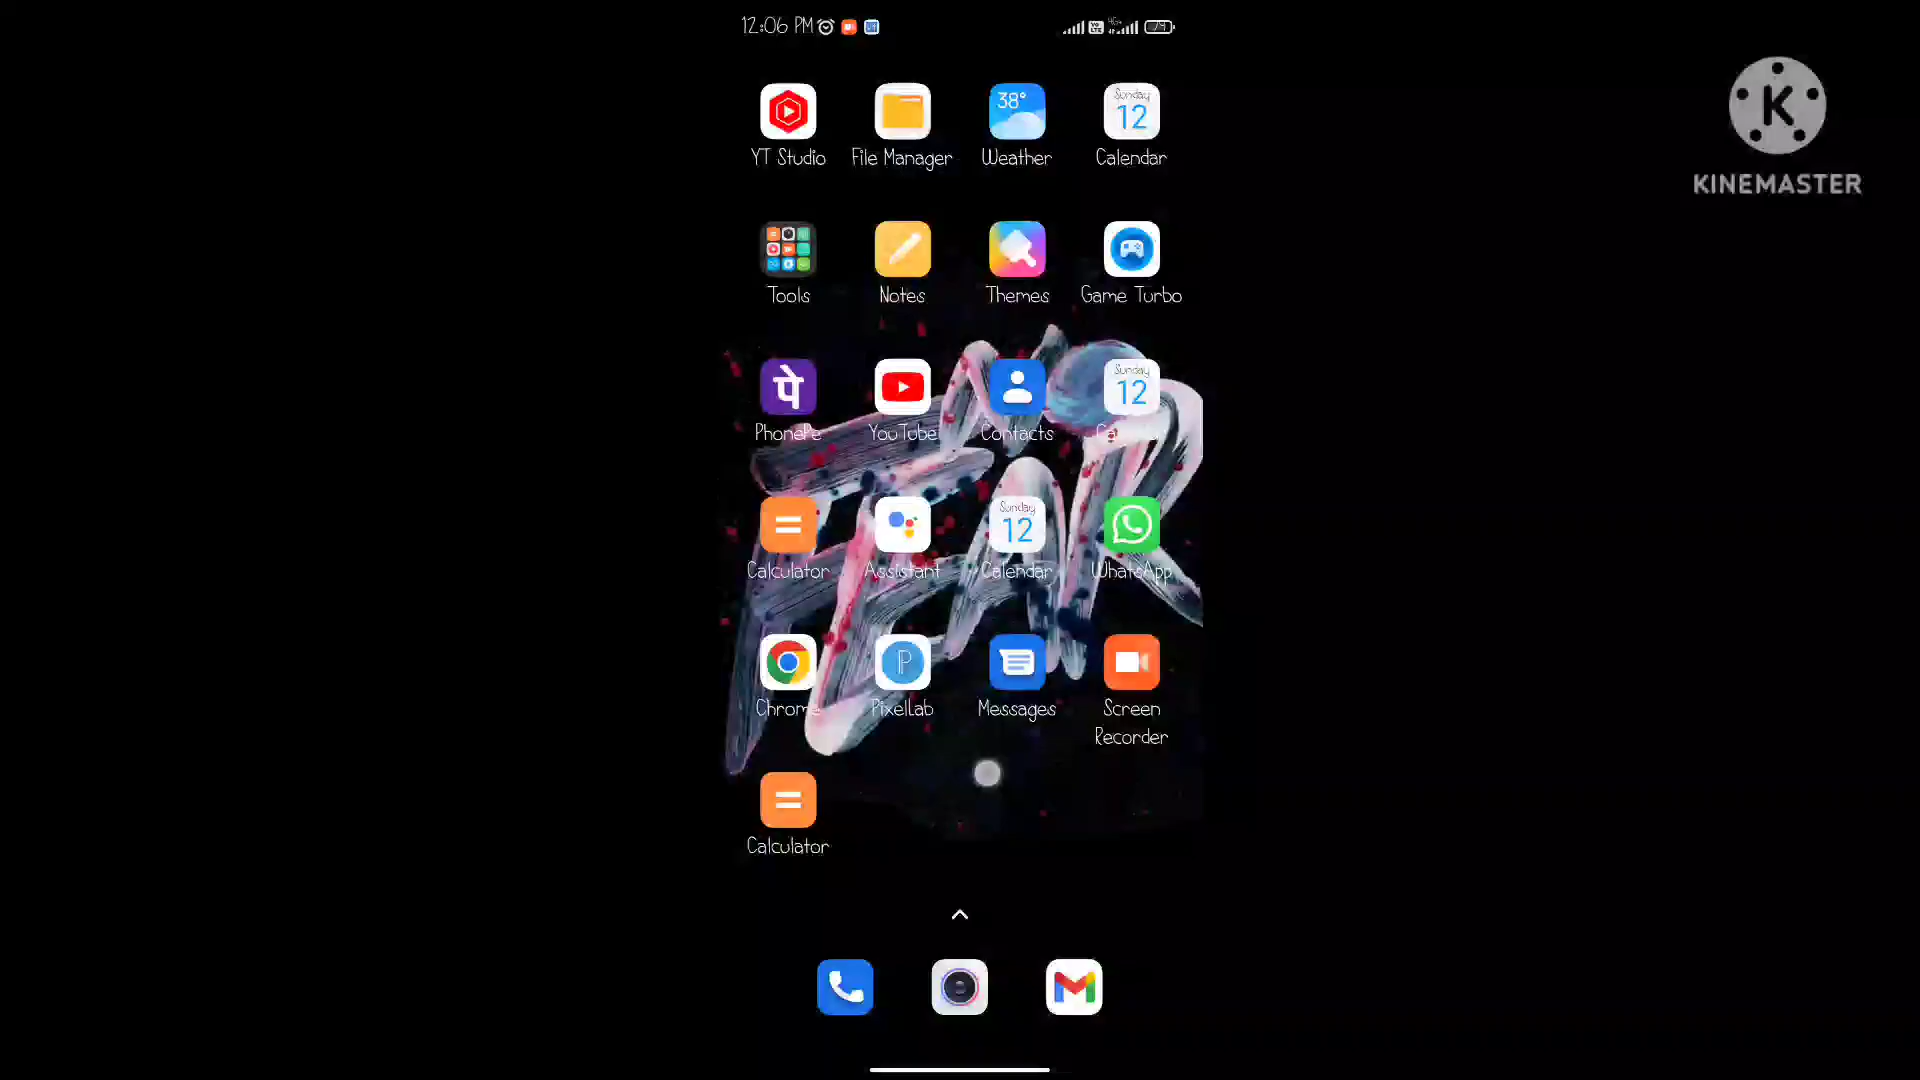 12:06 PM
YT Studio
File Manager
38°
Weather
Sunday
12
Calendar
K
KINEMASTER
Tools
Notes
Themes
Game Turbo
पे
PhonePe
YouTube
Contacts
Sunday
12
FEAR
Calculator
Assistant
Sunday
12
Calendar
WhatsApp
Chrome
P
PixelLab
Messages
Screen
Recorder
Calculator